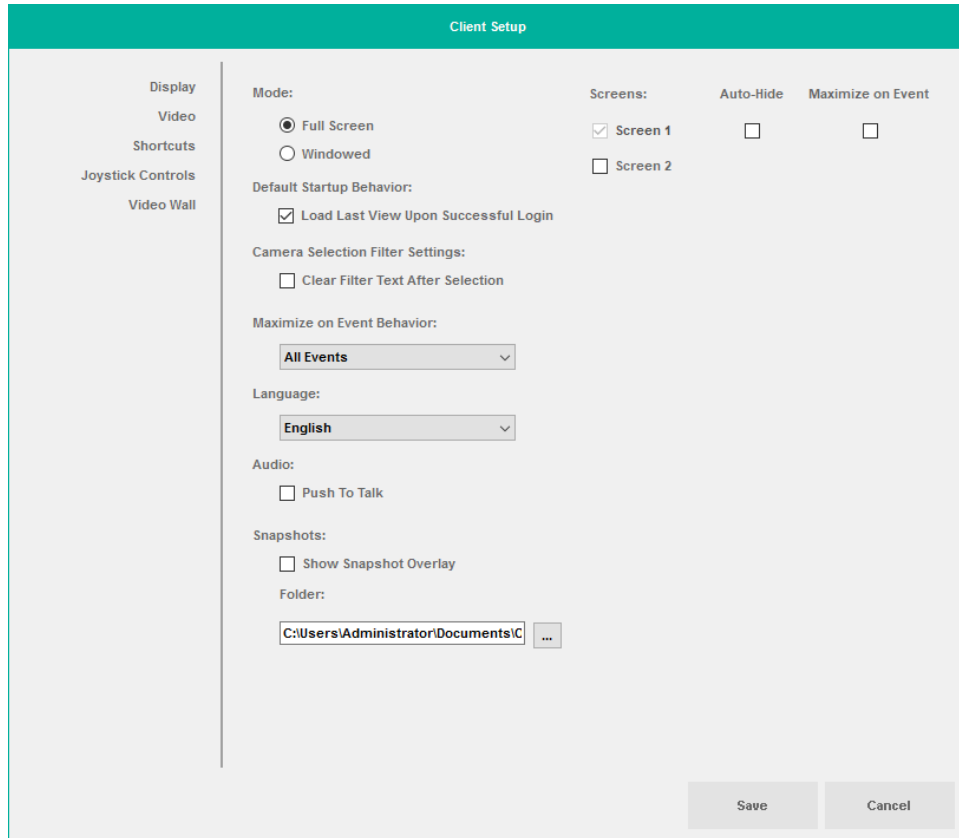 Client Setup
Display
Video
Shortcuts
Joystick Controls
Video Wall
Mode:
Full Screen
Windowed
Screens:
Auto-Hide
Maximize on Event
Screen 1
Screen 2
Default Startup Behavior:
Load Last View Upon Successful Login
Camera Selection Filter Settings:
Clear Filter Text After Selection
Maximize on Event Behavior:
All Events
Language:
English
Audio:
Push To Talk
Snapshots:
Show Snapshot Overlay
Folder:
C:\Users\Administrator\Documents\C
...
Save
Cancel